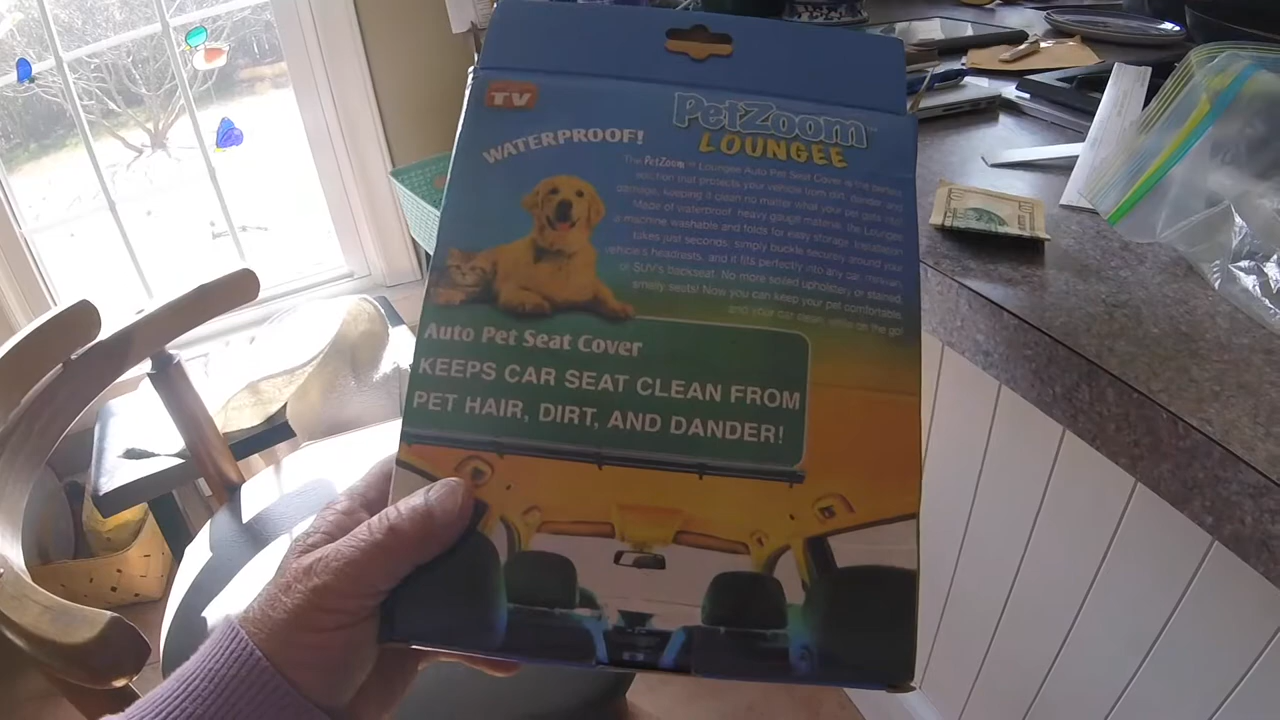 TV
PetZoom™
LOUNGEE
WATERPROOF!
The PetZoom™ Loungee Auto Pet Seat Cover is the perfect
solution that protects your vehicle from dirt, dander and
damage, keeping it clean no matter what your pet gets into!
Made of waterproof heavy gauge material, the Loungee
is machine washable and folds for easy storage. Installation
takes just seconds, simply buckle securely around your
vehicle's headrests, and it fits perfectly into any car, minivan
or SUV's backseat. No more soiled upholstery or stained,
smelly seats! Now you can keep your pet comfortable,
and your car clean, while on the go!
Auto Pet Seat Cover
KEEPS CAR SEAT CLEAN FROM
PET HAIR, DIRT, AND DANDER!